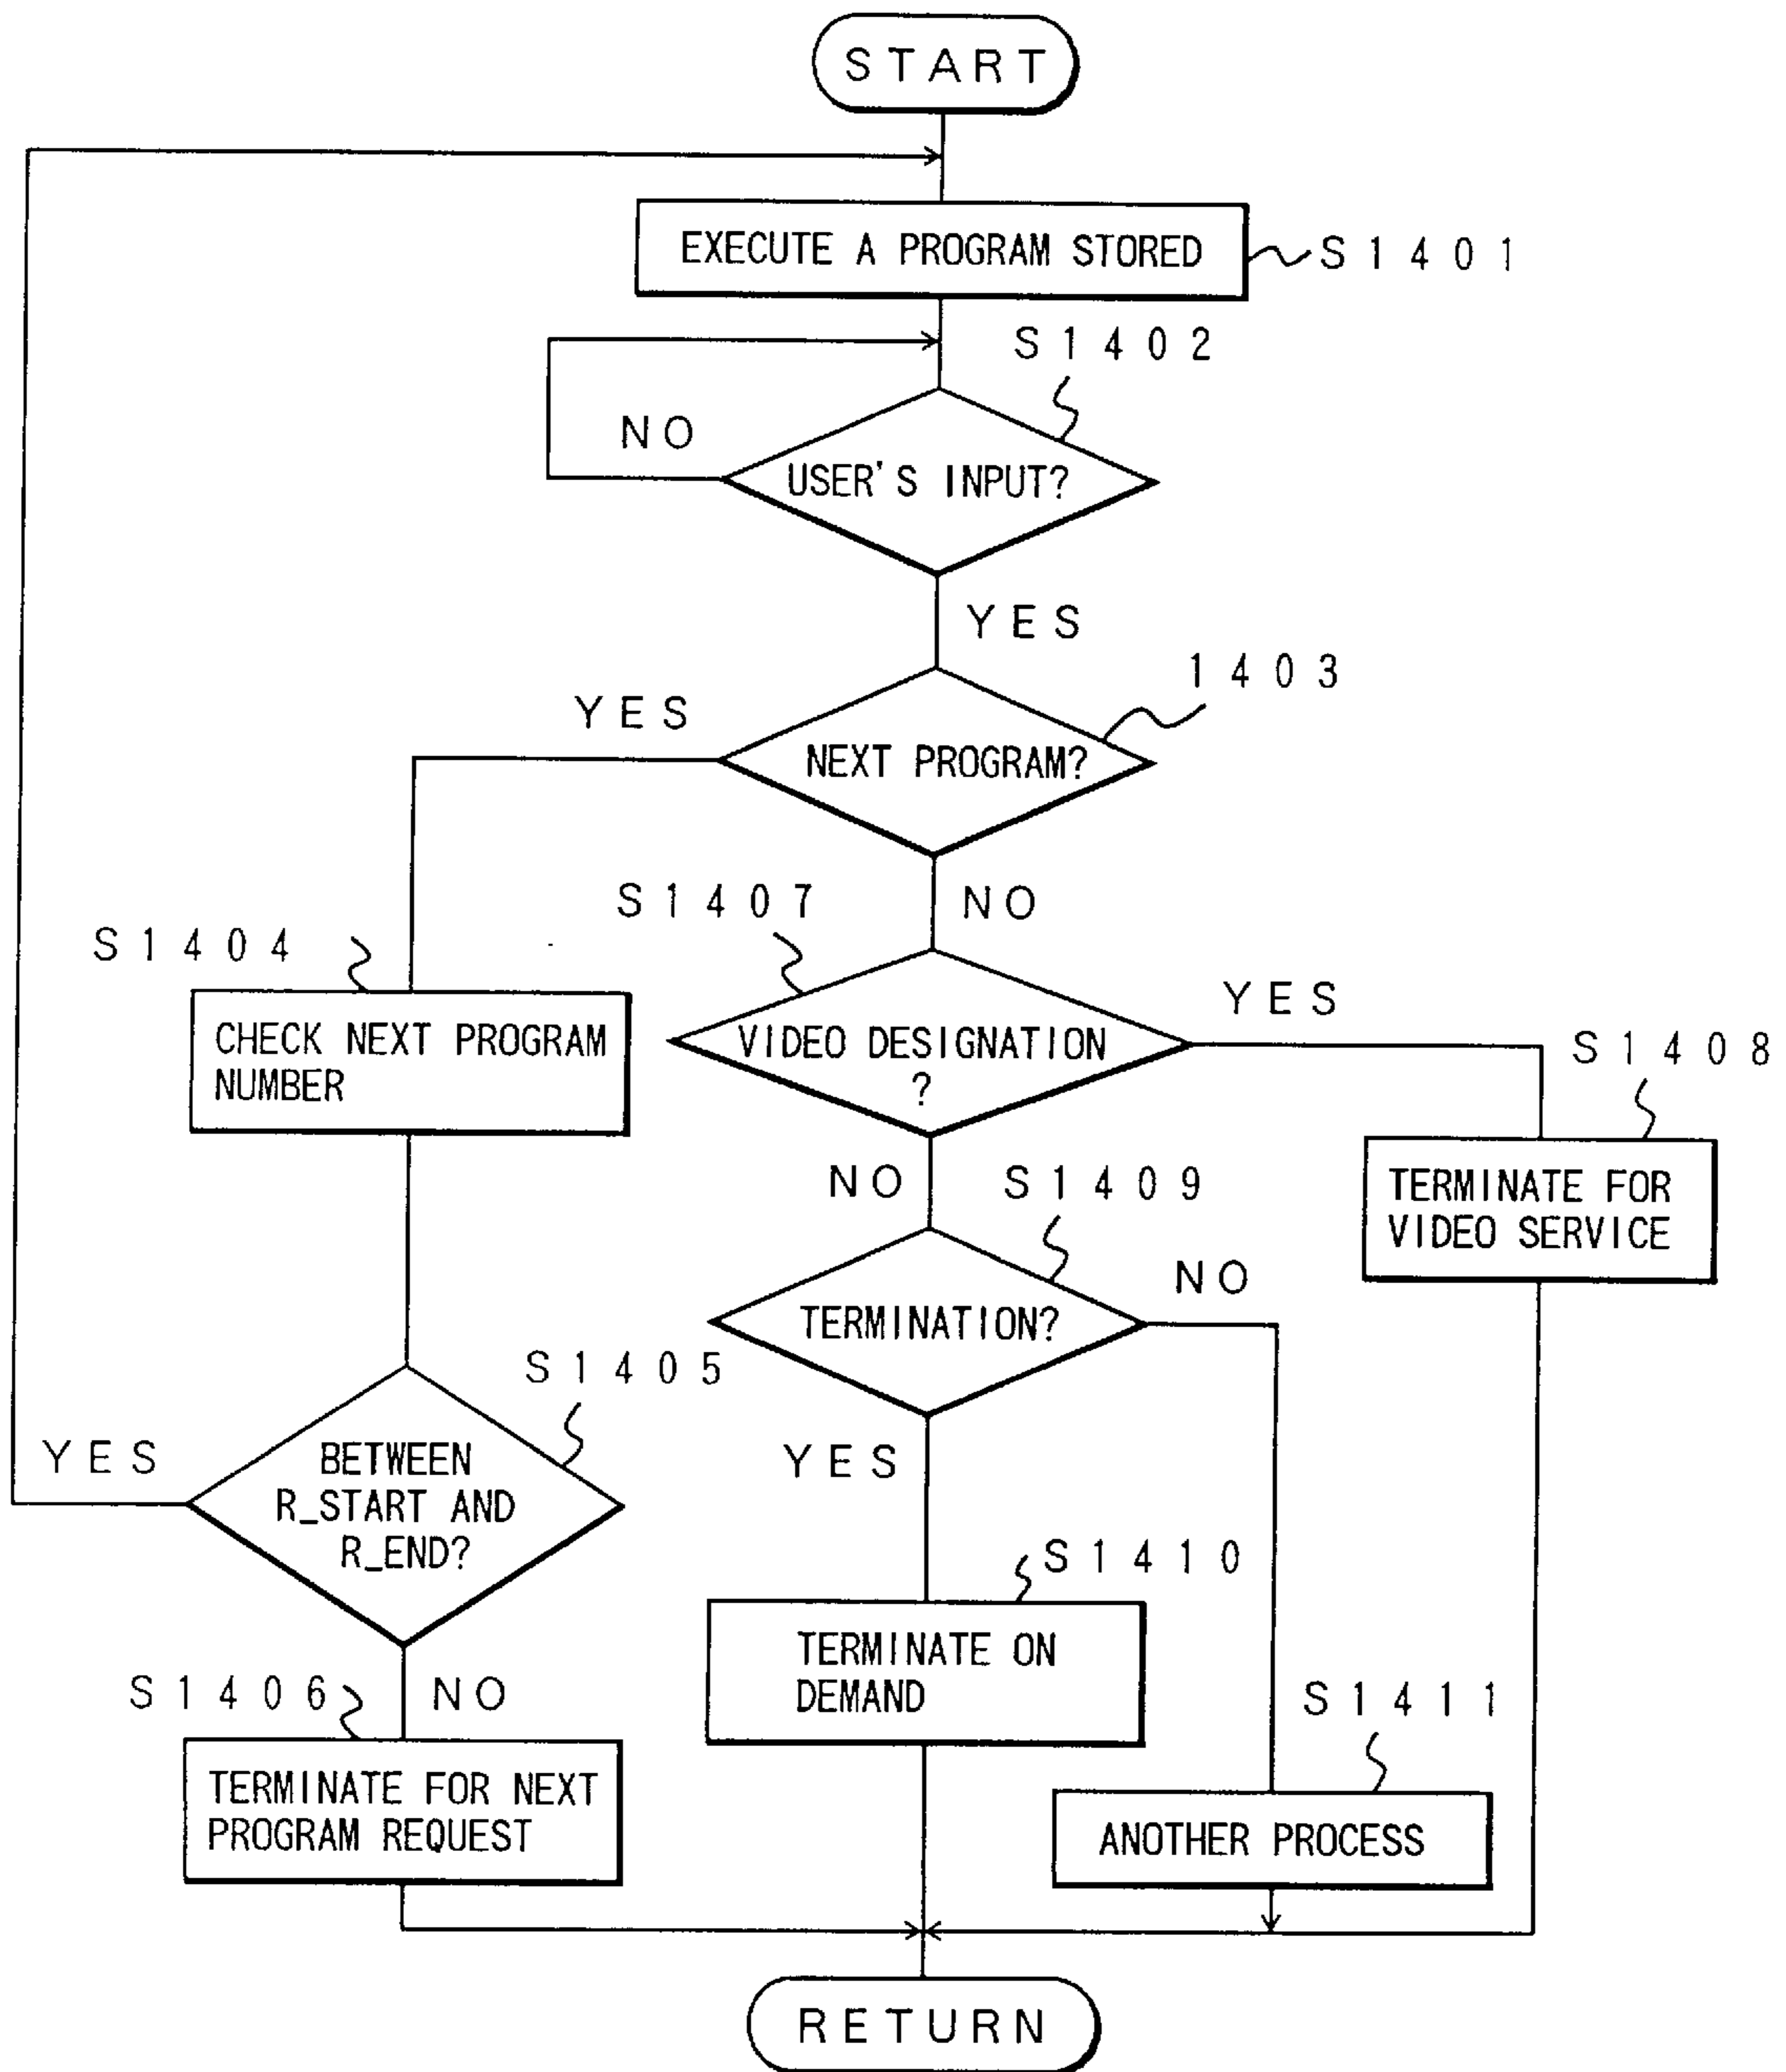 START
EXECUTE A PROGRAM STORED
S1401
S1402
NO
USER'S INPUT?
YES
1403
YES
NEXT PROGRAM?
S1407
NO
S1404
YES
CHECK NEXT PROGRAM
NUMBER
VIDEO DESIGNATION
?
S1408
NO
S1409
TERMINATE FOR
VIDEO SERVICE
NO
TERMINATION?
S1405
YES
BETWEEN
R_START AND
R_END?
YES
S1410
TERMINATE ON
DEMAND
S1406
NO
S1411
TERMINATE FOR NEXT
PROGRAM REQUEST
ANOTHER PROCESS
RETURN